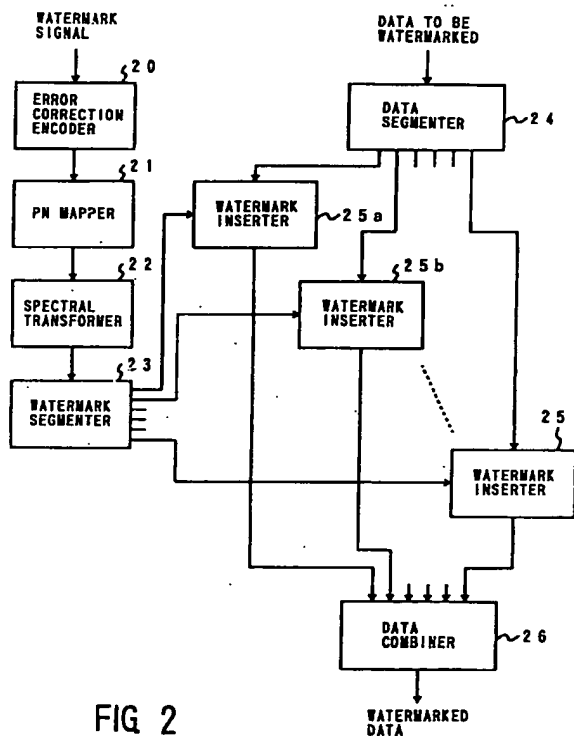 WATERMARK
SIGNAL
20
ERROR
CORRECTION
ENCODER
21
PN MAPPER
22
SPECTRAL
TRANSFORMER
23
WATERMARK
SEGMENTER
DATA TO BE
WATERMARKED
DATA
SEGMENTER
24
WATERMARK
INSERTER
25a
25b
WATERMARK
INSERTER
25
WATERMARK
INSERTER
DATA
COMBINER
26
WATERMARKED
DATA
FIG. 2